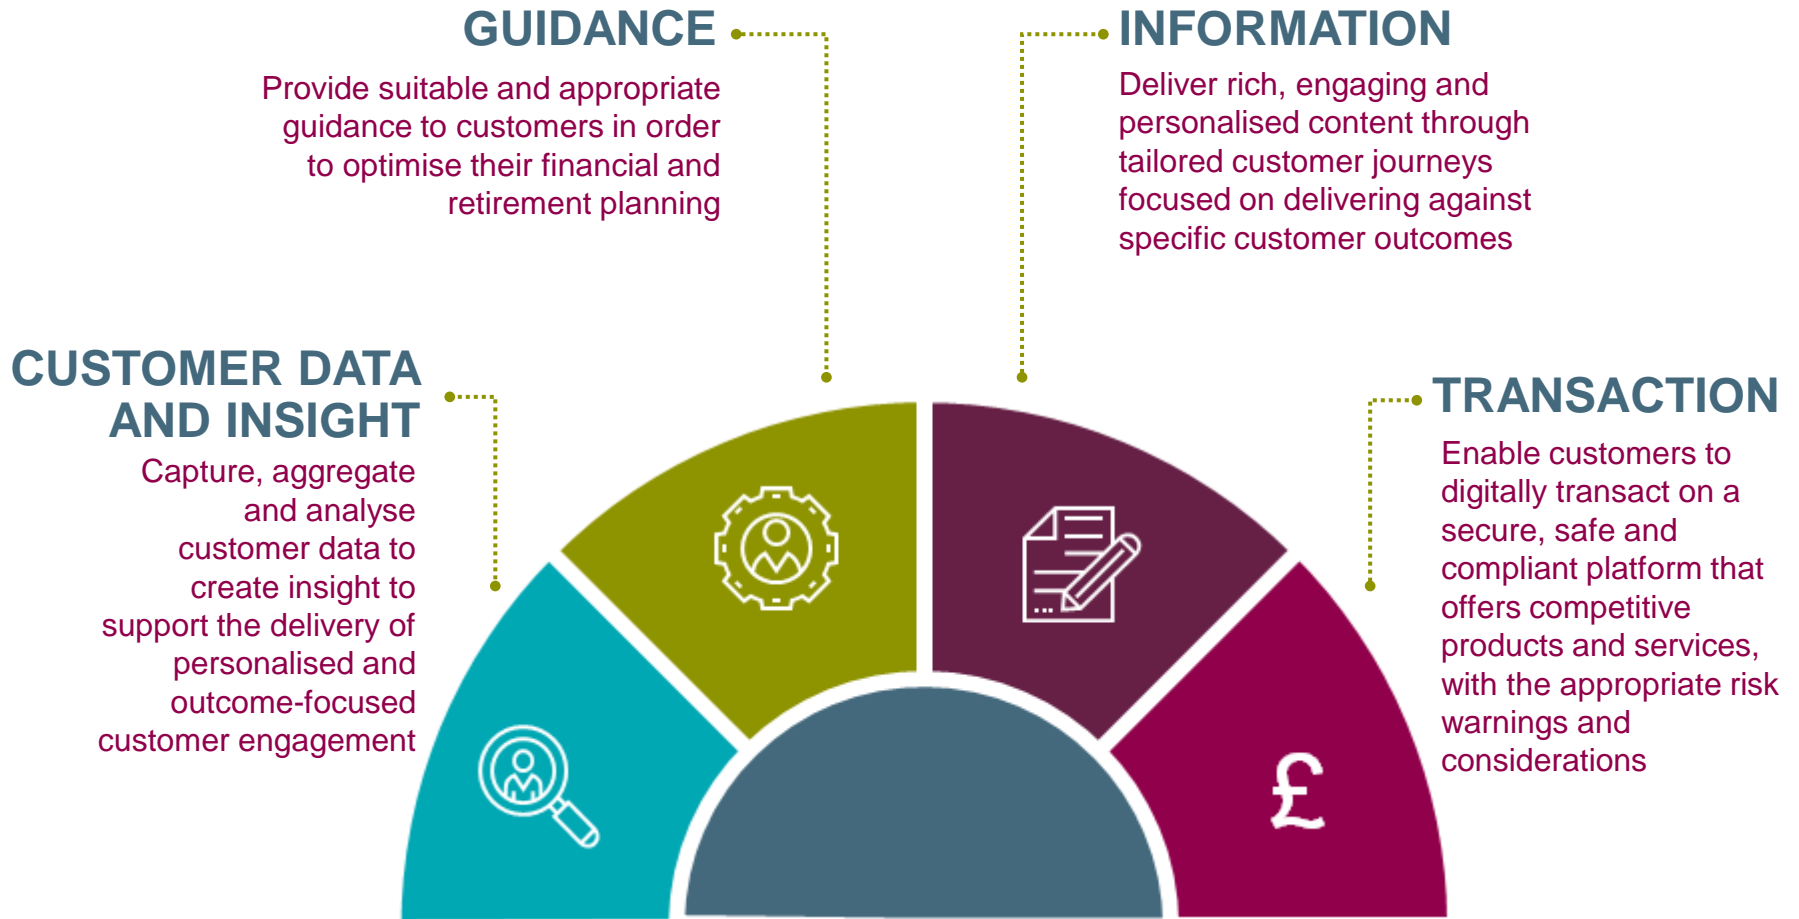 GUIDANCE
Provide suitable and appropriate
guidance to customers in order
to optimise their financial and
retirement planning
INFORMATION
Deliver rich, engaging and
personalised content through
tailored customer journeys
focused on delivering against
specific customer outcomes
CUSTOMER DATA
AND INSIGHT
Capture, aggregate
and analyse
customer data to
create insight to
support the delivery of
personalised and
outcome-focused
customer engagement
TRANSACTION
Enable customers to
digitally transact on a
secure, safe and
compliant platform that
offers competitive
products and services,
with the appropriate risk
warnings and
considerations
£